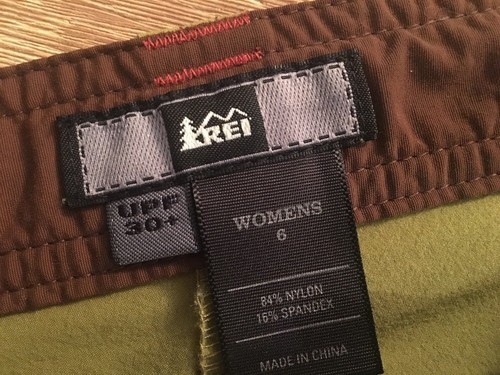 REI
UPF
30+
WOMENS
6
84% NYLON
16% SPANDEX
MADE IN CHINA